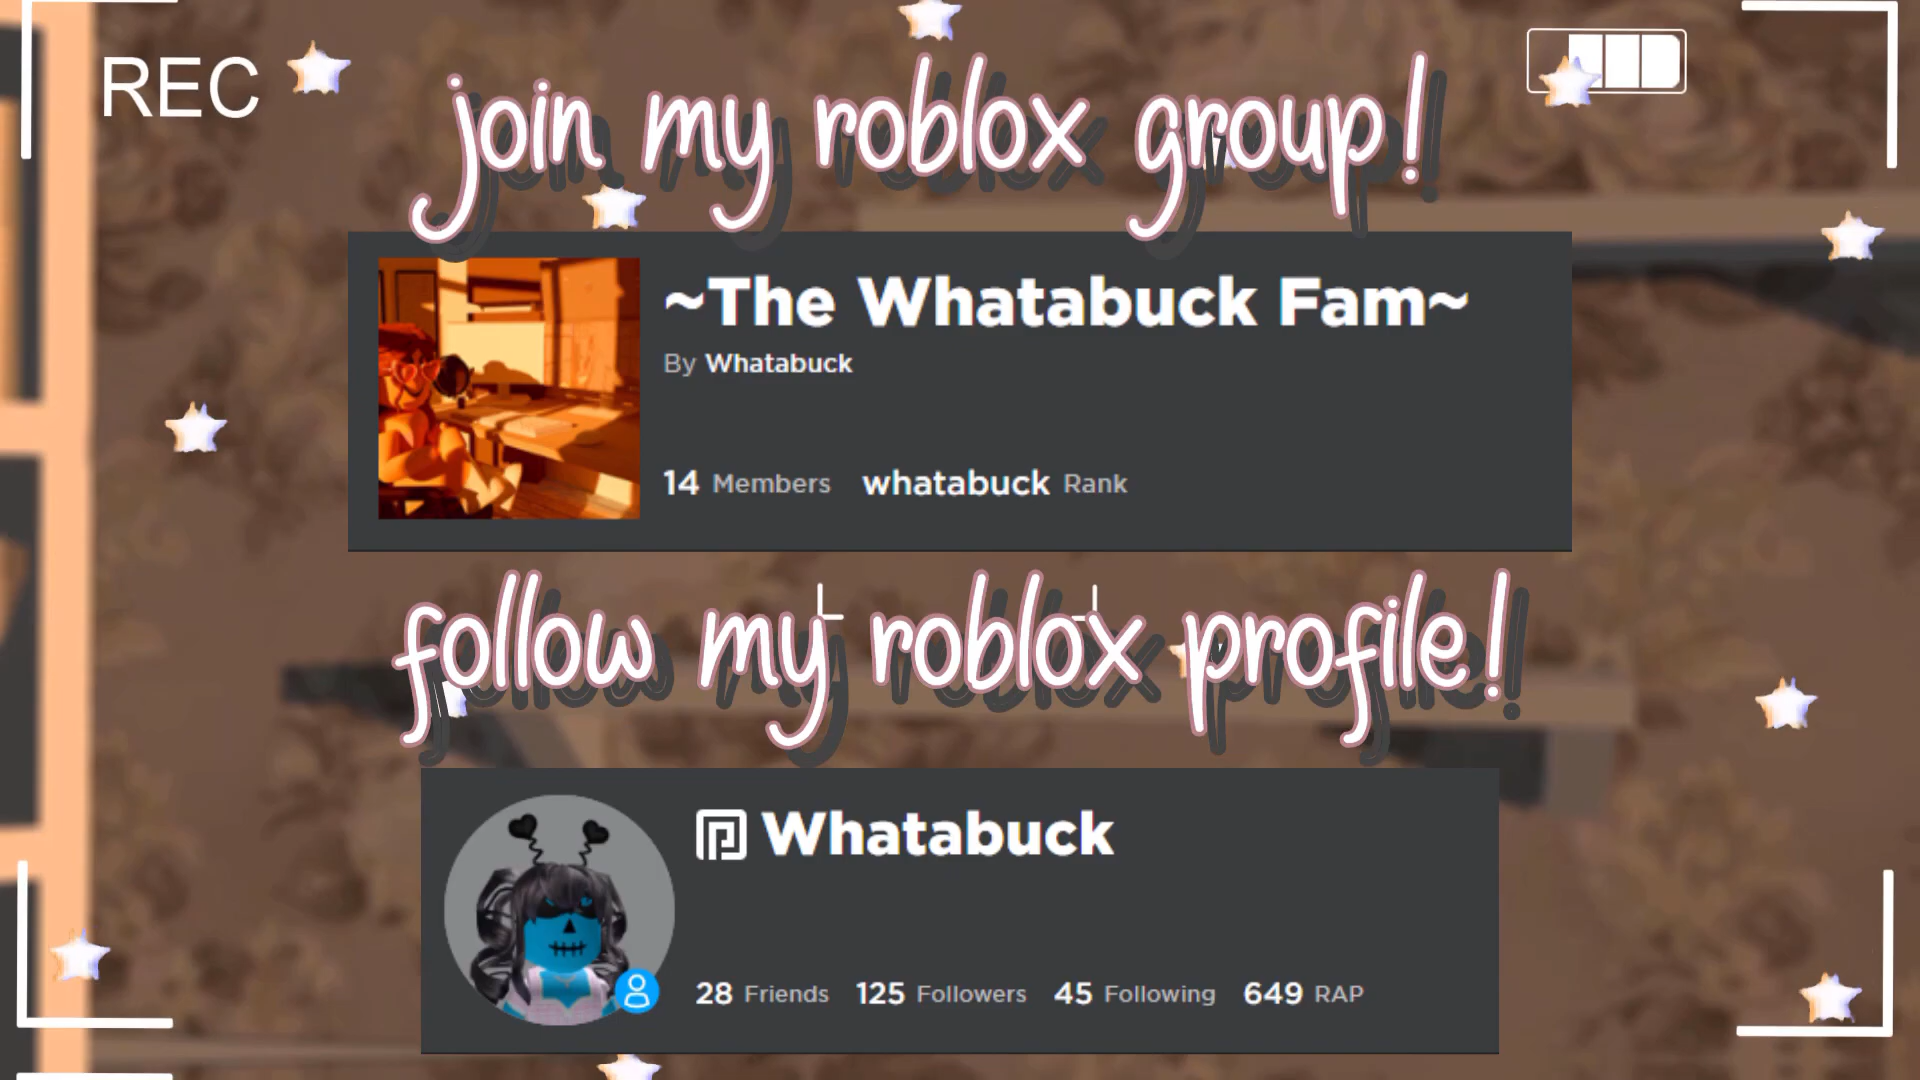 REC
join my roblox group!
~The Whatabuck Fam~
By Whatabuck
14 Members whatabuck Rank
follow my roblox profile!
Whatabuck
28 Friends 125 Followers 45 Following 649 RAP